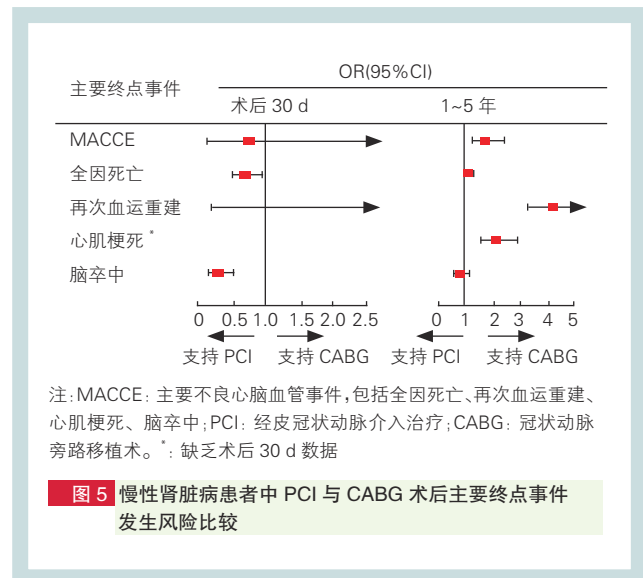 主要终点事件
OR(95%CI)
术后 30 d
1~5 年
MACCE
全因死亡
再次血运重建
心肌梗死 *
脑卒中
0 0.5 1.0 1.5 2.0 2.5
0 1 2 3 4 5
支持 PCI 支持 CABG
支持 PCI 支持 CABG
注:MACCE: 主要不良心脑血管事件,包括全因死亡、再次血运重建、
心肌梗死、脑卒中;PCI: 经皮冠状动脉介入治疗;CABG: 冠状动脉
旁路移植术。*: 缺乏术后 30 d 数据
图 5 慢性肾脏病患者中 PCI 与 CABG 术后主要终点事件
发生风险比较